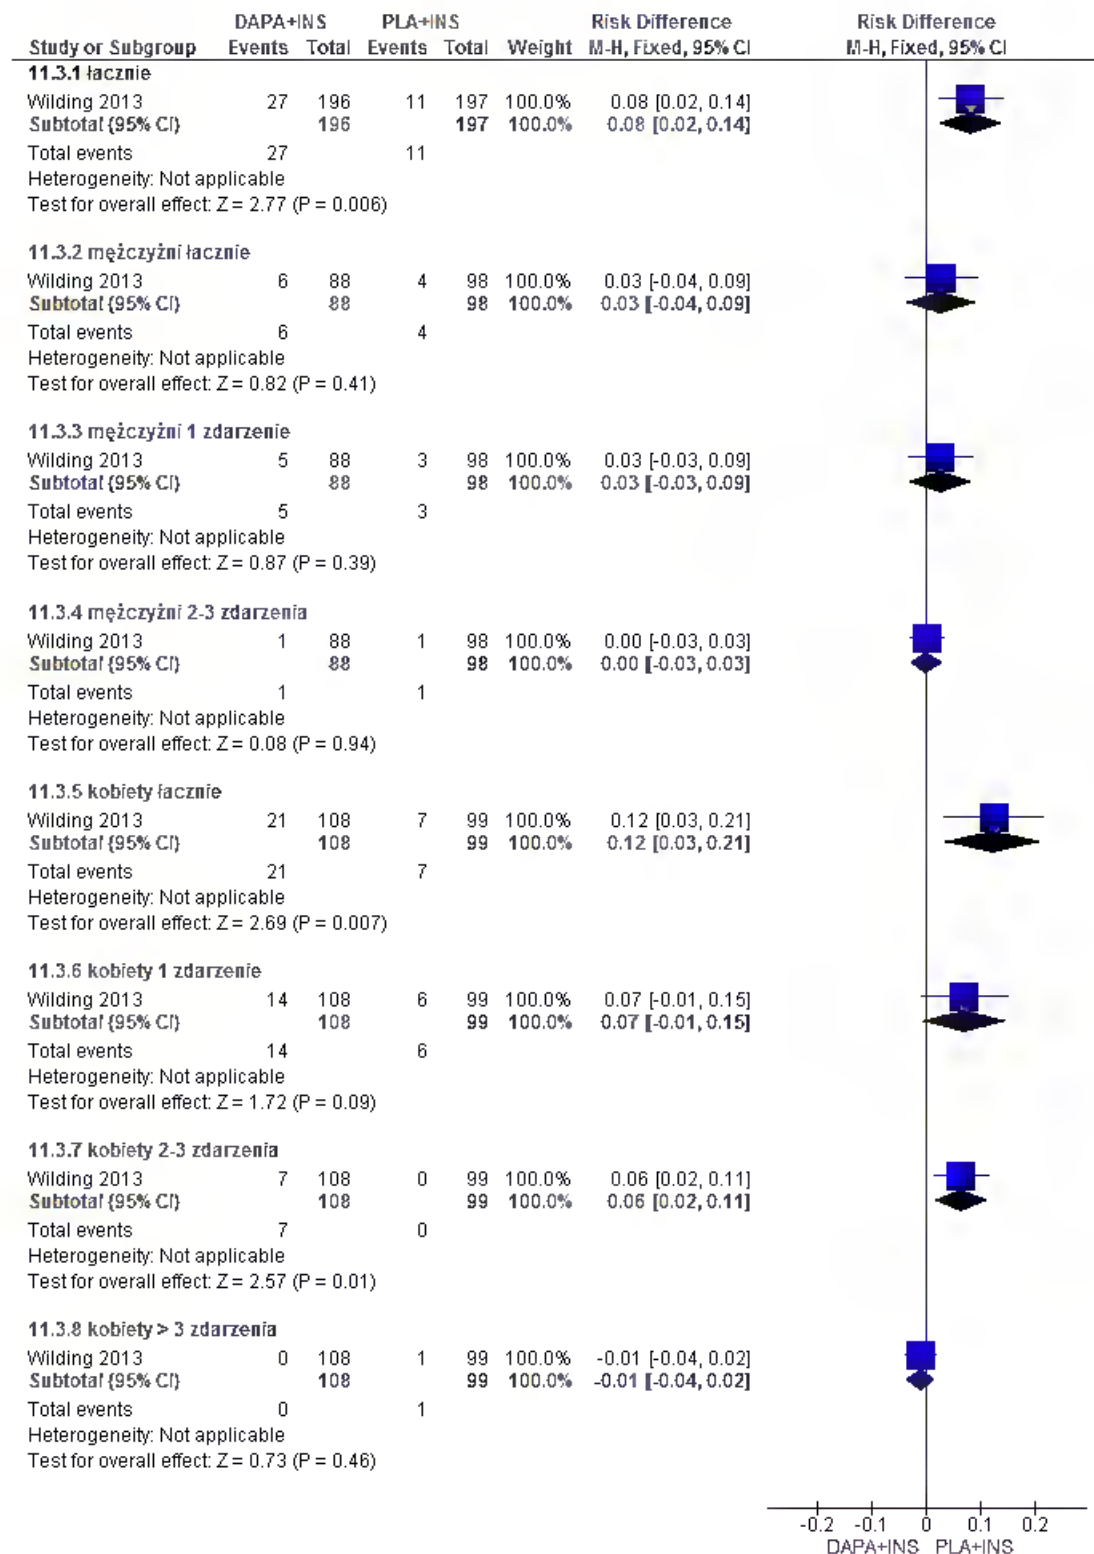 DAPA+INS PLA+INS Risk Difference Risk Difference
Study or Subgroup Events Total Events Total Weight M-H, Fixed, 95% CI M-H, Fixed, 95% CI
11.3.1 łacznie
Wilding 2013 27 196 11 197 100.0% 0.08 [0.02, 0.14]
Subtotal (95% CI) 196 197 100.0% 0.08 [0.02, 0.14]
Total events 27 11
Heterogeneity: Not applicable
Test for overall effect: Z = 2.77 (P = 0.006)
11.3.2 mężczyżni łacznie
Wilding 2013 6 88 4 98 100.0% 0.03 [-0.04, 0.09]
Subtotal (95% CI) 88 98 100.0% 0.03 [-0.04, 0.09]
Total events 6 4
Heterogeneity: Not applicable
Test for overall effect: Z = 0.82 (P = 0.41)
11.3.3 mężczyżni 1 zdarzenie
Wilding 2013 5 88 3 98 100.0% 0.03 [-0.03, 0.09]
Subtotal (95% CI) 88 98 100.0% 0.03 [-0.03, 0.09]
Total events 5 3
Heterogeneity: Not applicable
Test for overall effect: Z = 0.87 (P = 0.39)
11.3.4 mężczyżni 2-3 zdarzenia
Wilding 2013 1 88 1 98 100.0% 0.00 [-0.03, 0.03]
Subtotal (95% CI) 88 98 100.0% 0.00 [-0.03, 0.03]
Total events 1 1
Heterogeneity: Not applicable
Test for overall effect: Z = 0.08 (P = 0.94)
11.3.5 kobiety łacznie
Wilding 2013 21 108 7 99 100.0% 0.12 [0.03, 0.21]
Subtotal (95% CI) 108 99 100.0% 0.12 [0.03, 0.21]
Total events 21 7
Heterogeneity: Not applicable
Test for overall effect: Z = 2.69 (P = 0.007)
11.3.6 kobiety 1 zdarzenie
Wilding 2013 14 108 6 99 100.0% 0.07 [-0.01, 0.15]
Subtotal (95% CI) 108 99 100.0% 0.07 [-0.01, 0.15]
Total events 14 6
Heterogeneity: Not applicable
Test for overall effect: Z = 1.72 (P = 0.09)
11.3.7 kobiety 2-3 zdarzenia
Wilding 2013 7 108 0 99 100.0% 0.06 [0.02, 0.11]
Subtotal (95% CI) 108 99 100.0% 0.06 [0.02, 0.11]
Total events 7 0
Heterogeneity: Not applicable
Test for overall effect: Z = 2.57 (P = 0.01)
11.3.8 kobiety > 3 zdarzenia
Wilding 2013 0 108 1 99 100.0% -0.01 [-0.04, 0.02]
Subtotal (95% CI) 108 99 100.0% -0.01 [-0.04, 0.02]
Total events 0 1
Heterogeneity: Not applicable
Test for overall effect: Z = 0.73 (P = 0.46)
-0.2 -0.1 0 0.1 0.2
DAPA+INS PLA+INS